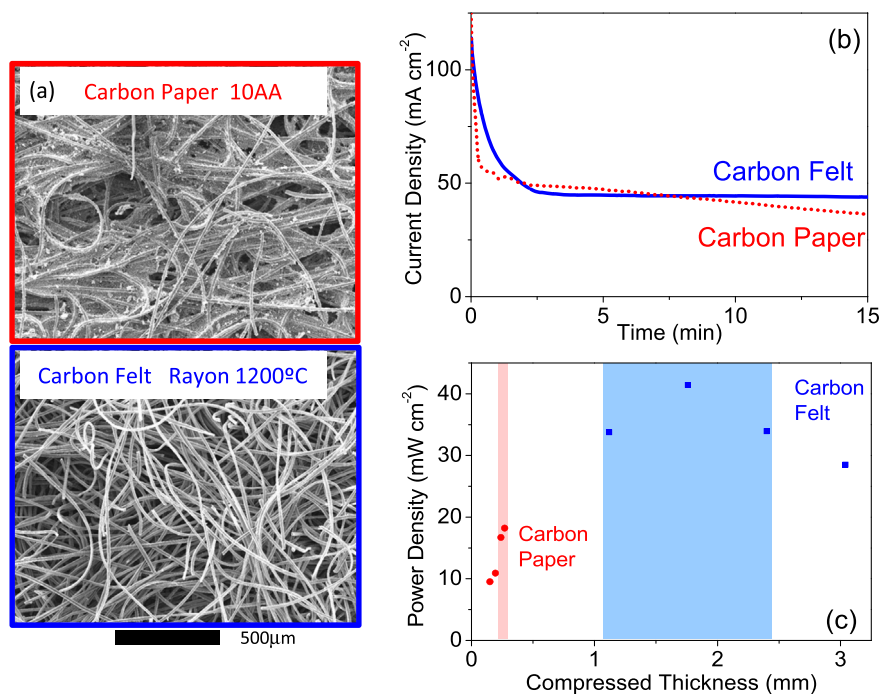 (a)
Carbon Paper 10AA
Carbon Felt Rayon 1200ºC
500μm
(b)
Current Density (mA cm⁻²)
100
50
0
0
5
10
15
Time (min)
Carbon Felt
Carbon Paper
(c)
Power Density (mW cm⁻²)
40
30
20
10
0
0
1
2
3
Compressed Thickness (mm)
Carbon
Felt
Carbon
Paper